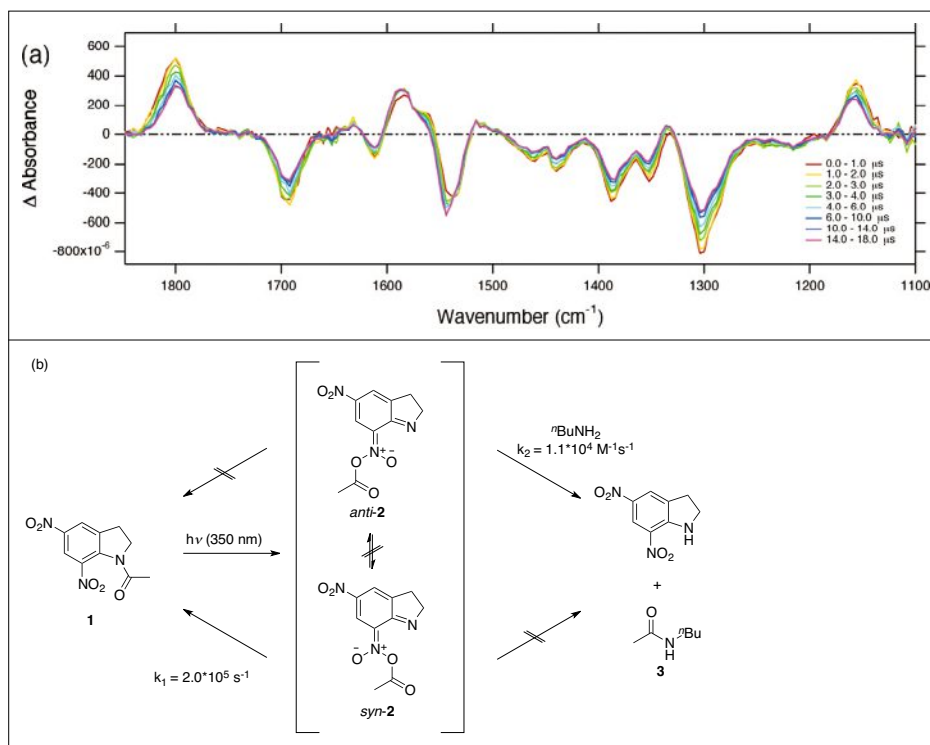 (a)
Δ Absorbance
600
400
200
0
-200
-400
-600
-800x10⁻⁶
0.0 - 1.0 µs
1.0 - 2.0 µs
2.0 - 3.0 µs
3.0 - 4.0 µs
4.0 - 6.0 µs
6.0 - 10.0 µs
10.0 - 14.0 µs
14.0 - 18.0 µs
1800 1700 1600 1500 1400 1300 1200 1100
Wavenumber (cm⁻¹)
(b)
O₂N
NO₂
N
O
1
hν (350 nm)
k₁ = 2.0*10⁵ s⁻¹
O₂N
N
N⁺ −
O O
O
anti-2
O₂N
N
− N⁺
O O
O
syn-2
ⁿBuNH₂
k₂ = 1.1*10⁴ M⁻¹s⁻¹
O₂N
N
H
NO₂
+
O
ⁿBu
N
H
3